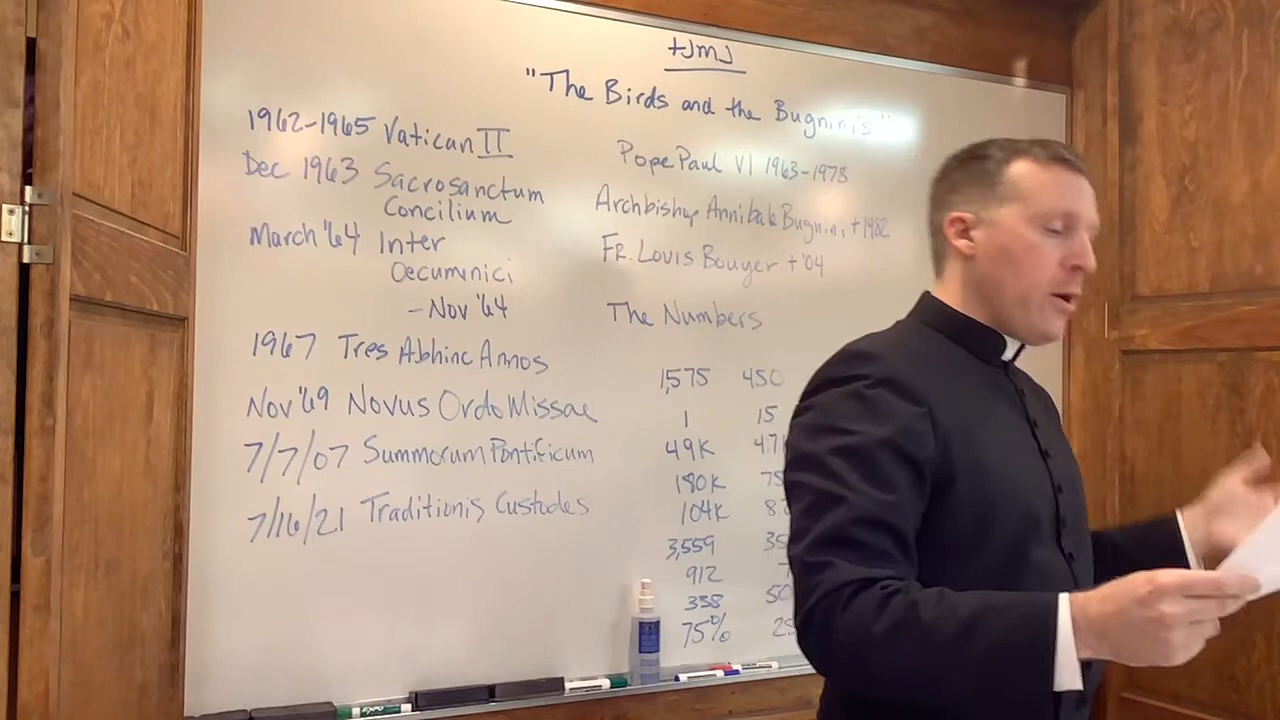 +JMJ
"The Birds and the Bugnini's"
1962-1965 Vatican II
Dec 1963 Sacrosanctum
Concilium
March '64 Inter
Oecumenici
- Nov '64
1967 Tres Abhinc Annos
Nov '69 Novus Ordo Missae
7/7/07 Summorum Pontificum
7/16/21 Traditionis Custodes
Pope Paul VI 1963-1978
Archbishop Annibale Bugnini +1982
Fr. Louis Bouyer + '04
The Numbers
1,575 450
1 15
49K
180K
104K
3,559
912
338
75%
EXPO